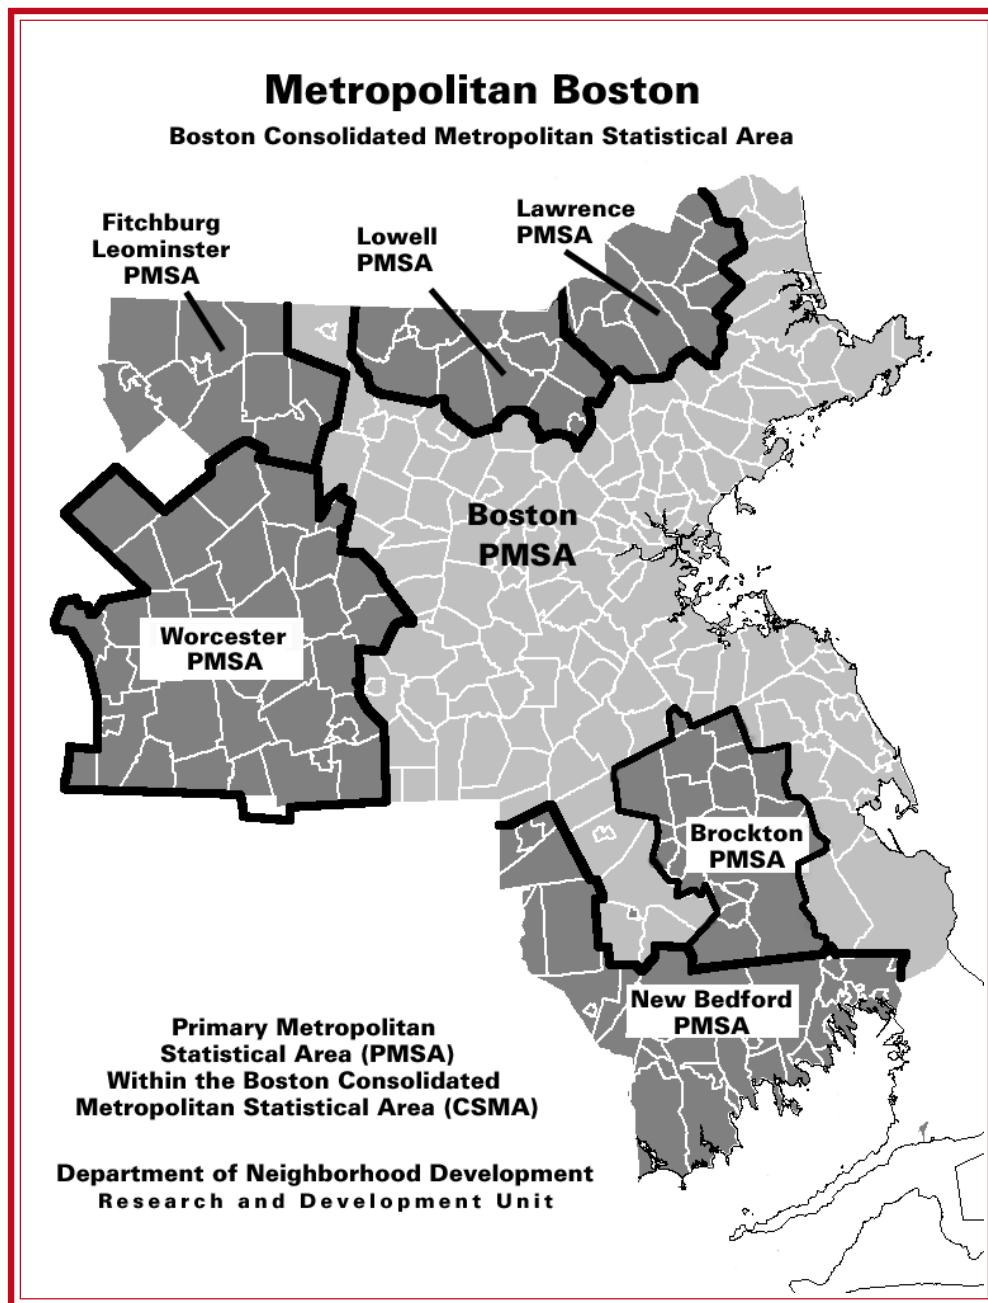 Metropolitan Boston
Boston Consolidated Metropolitan Statistical Area
Fitchburg
Leominster
PMSA
Lowell
PMSA
Lawrence
PMSA
Boston
PMSA
Worcester
PMSA
Brockton
PMSA
New Bedford
PMSA
Primary Metropolitan
Statistical Area (PMSA)
Within the Boston Consolidated
Metropolitan Statistical Area (CSMA)
Department of Neighborhood Development
Research and Development Unit